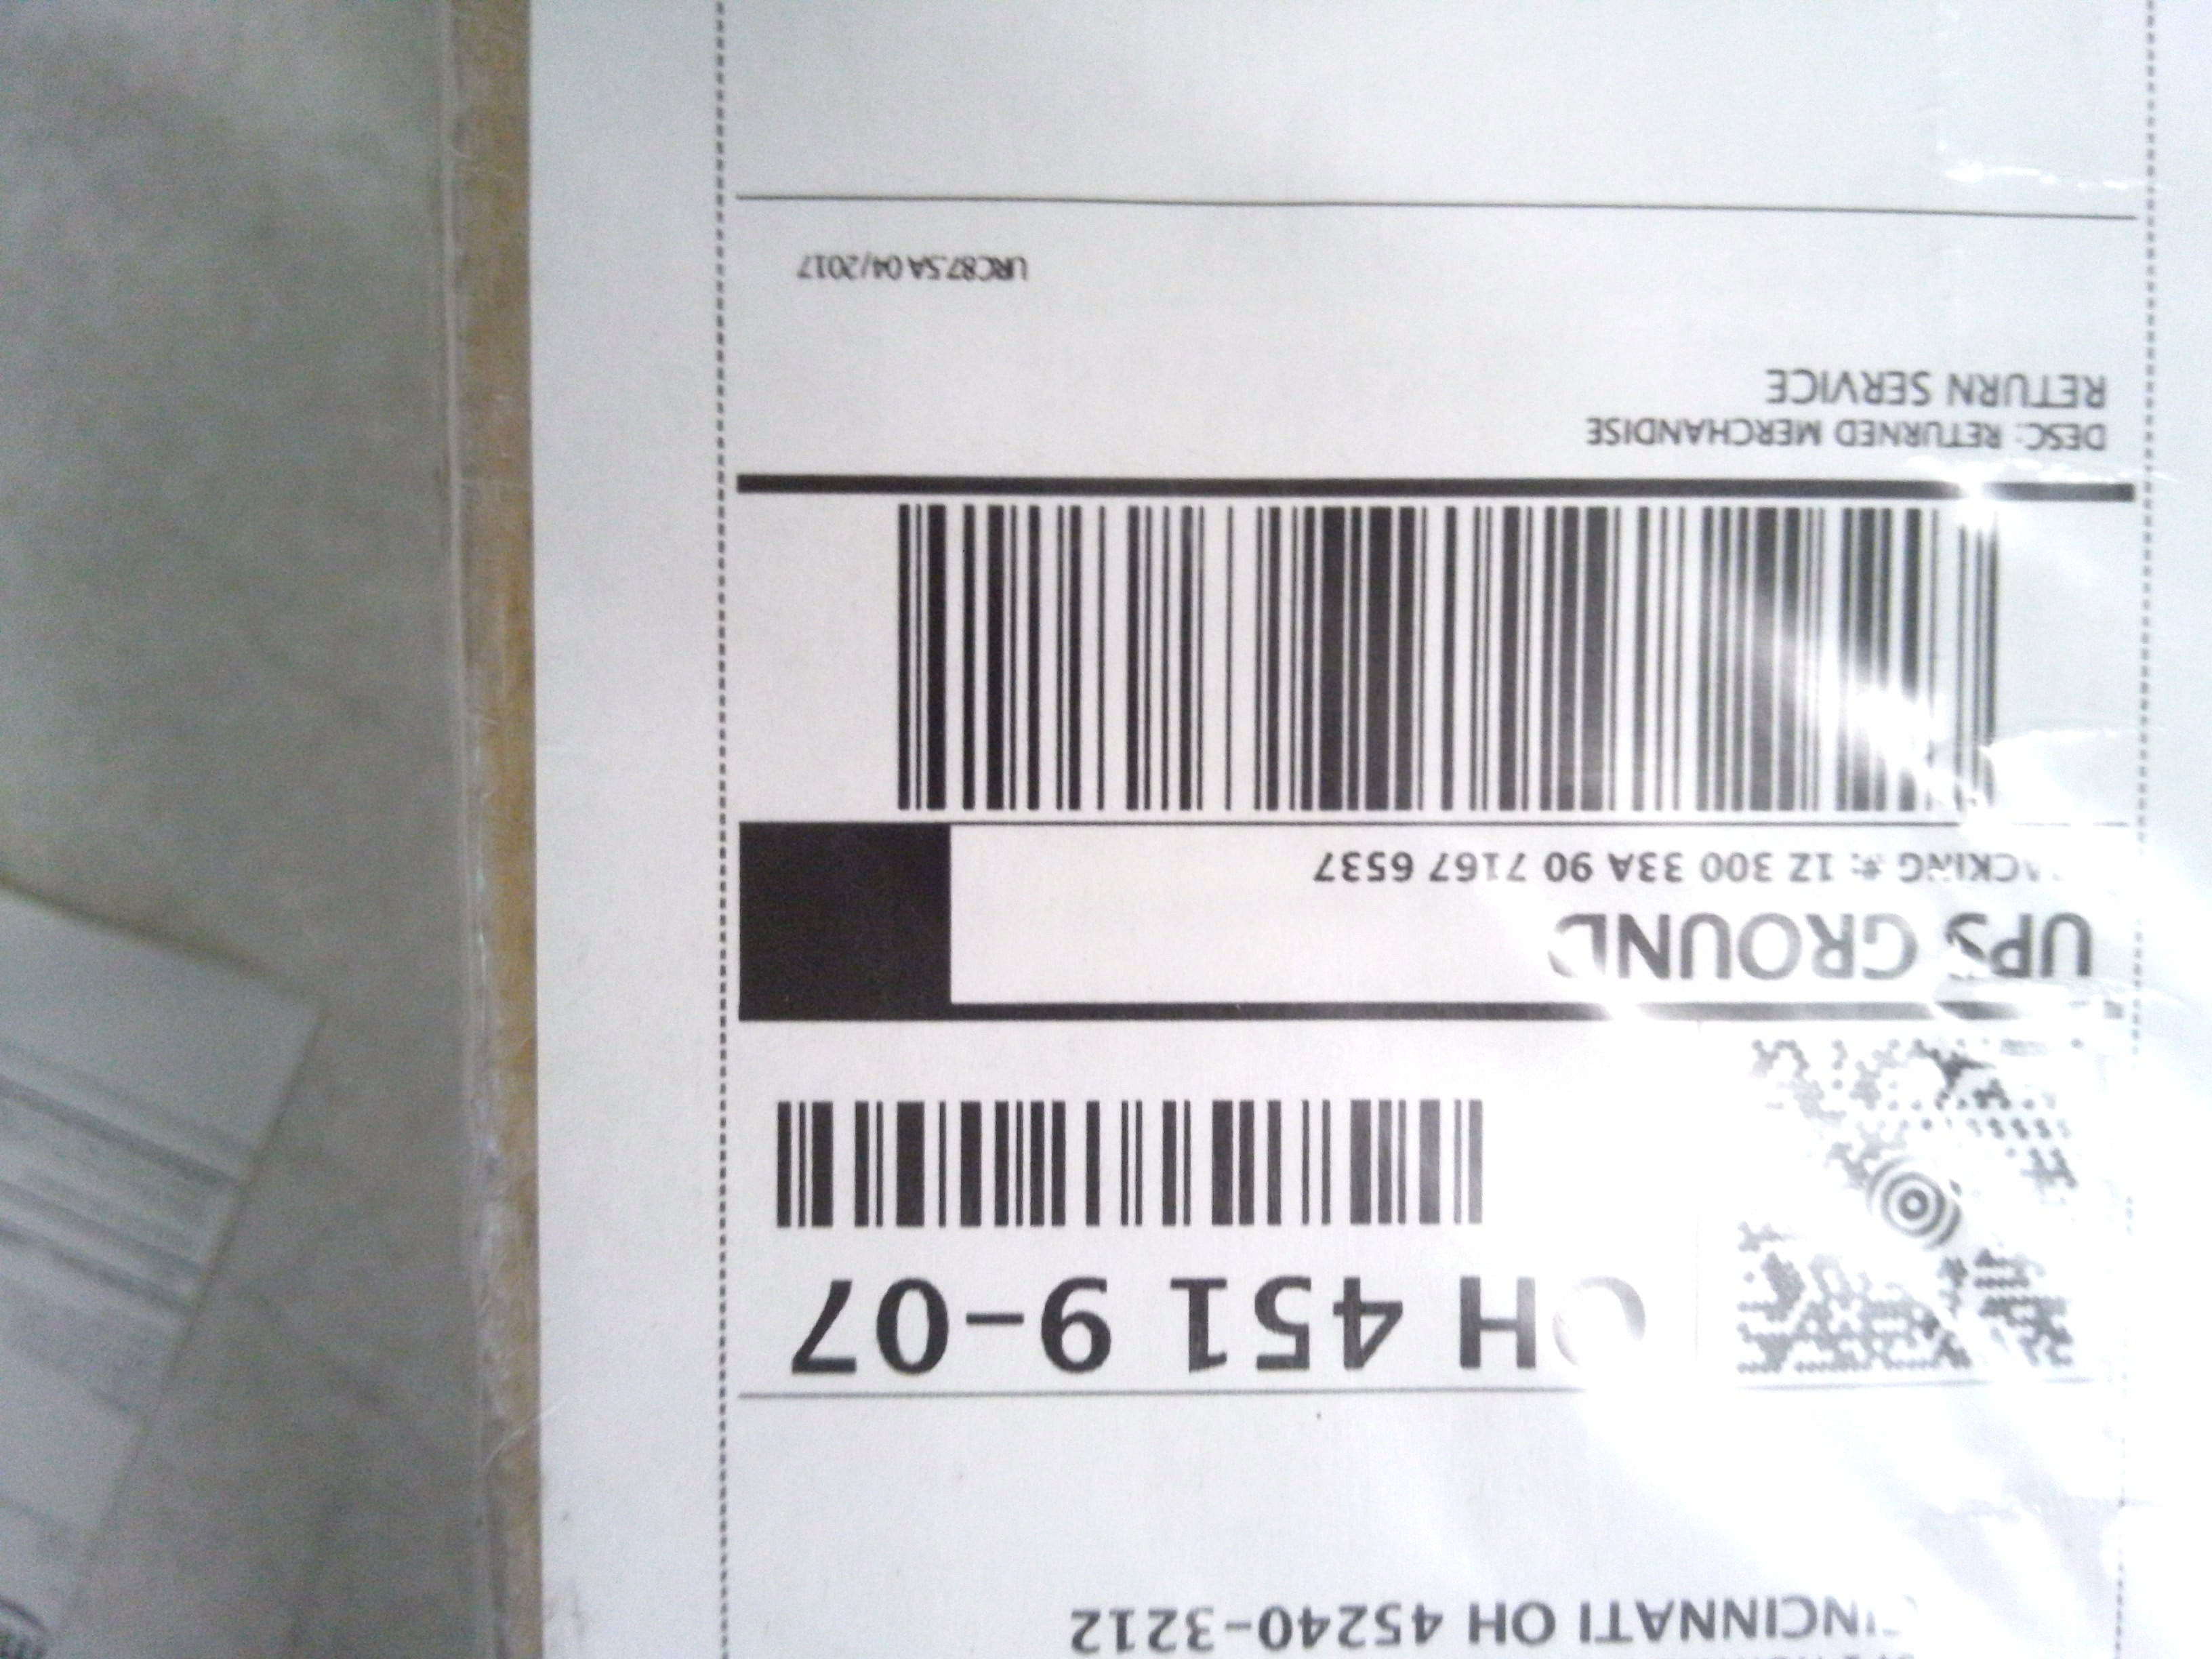 CINCINNATI OH 45240-3212
OH 451 9-07
UPS GROUND
TRACKING #: 1Z 300 33A 90 7167 6537
DESC: RETURNED MERCHANDISE
RETURN SERVICE
URC87.5A 04/2017